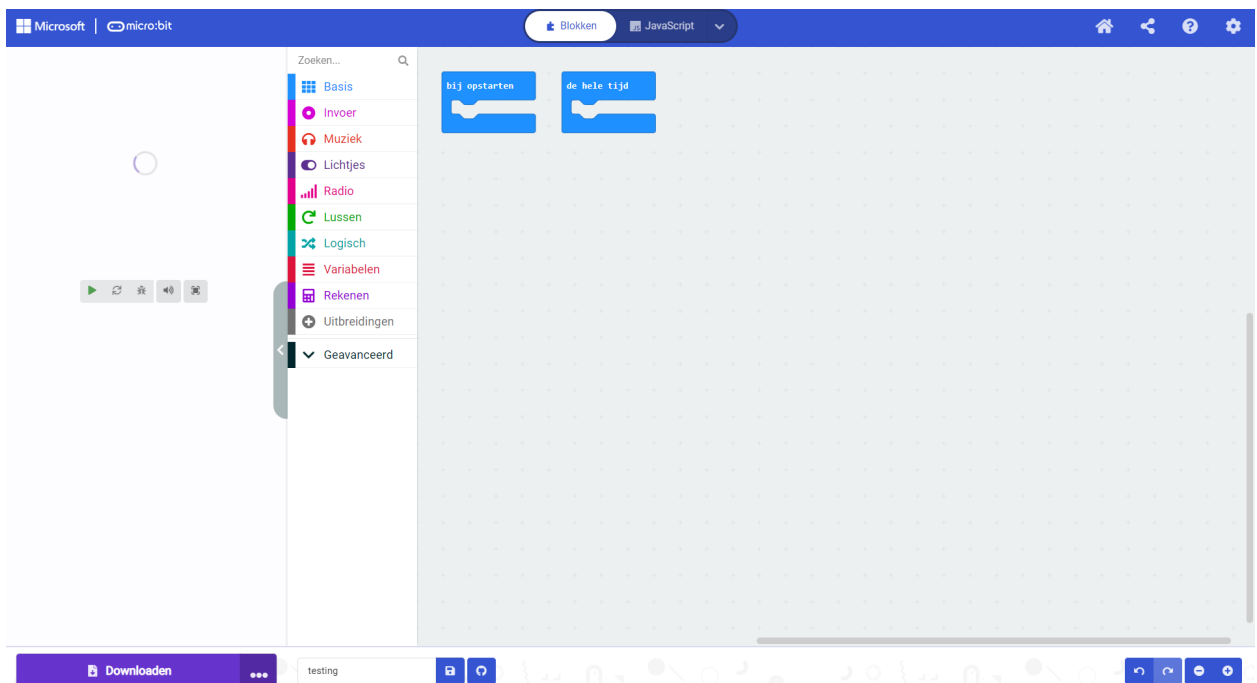 Microsoft | micro:bit
Blokken
JavaScript
Zoeken...
Basis
Invoer
Muziek
Lichtjes
Radio
Lussen
Logisch
Variabelen
Rekenen
Uitbreidingen
Geavanceerd
bij opstarten
de hele tijd
Downloaden
testing